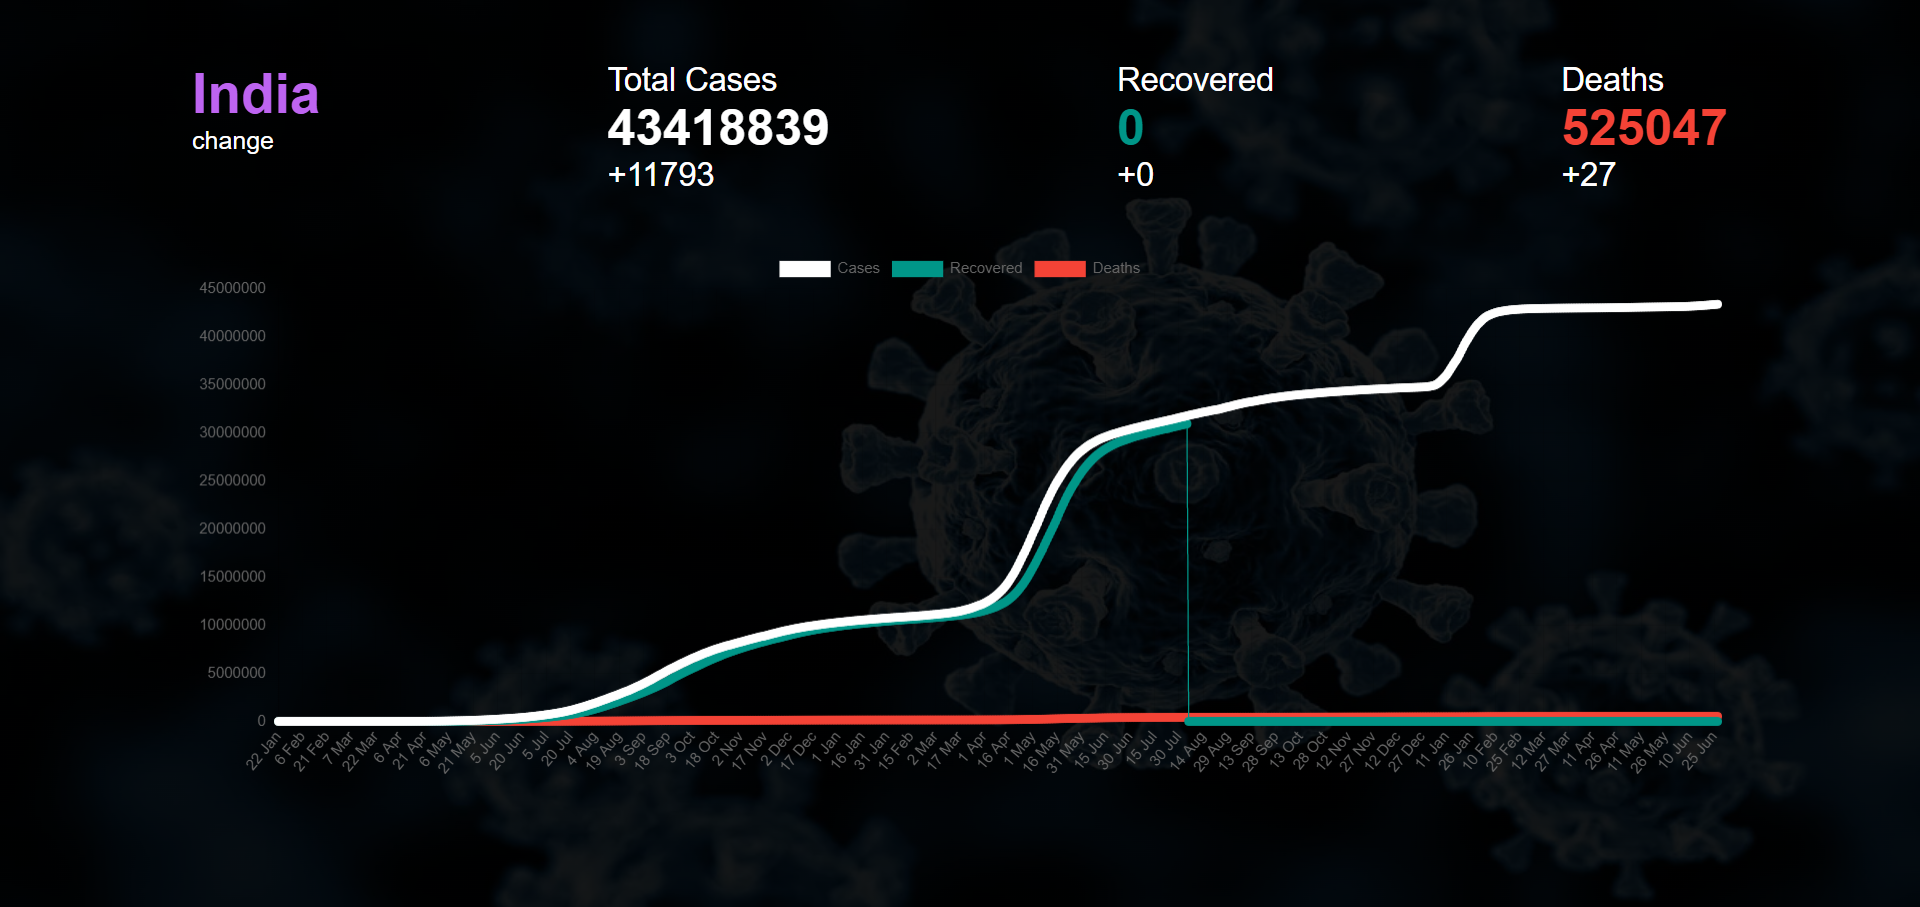 India
change
Total Cases
43418839
+11793
Recovered
0
+0
Deaths
525047
+27
Cases Recovered Deaths
45000000
40000000
35000000
30000000
25000000
20000000
15000000
10000000
5000000
0
22 Jan 6 Feb 21 Feb 7 Mar 22 Mar 6 Apr 21 Apr 6 May 21 May 5 Jun 20 Jun 5 Jul 20 Jul 4 Aug 19 Aug 3 Sep 18 Sep 3 Oct 18 Oct 2 Nov 17 Nov 2 Dec 17 Dec 1 Jan 16 Jan 31 Jan 15 Feb 2 Mar 17 Mar 1 Apr 16 Apr 1 May 16 May 31 May 15 Jun 30 Jun 15 Jul 30 Jul 14 Aug 29 Aug 13 Sep 28 Sep 13 Oct 28 Oct 12 Nov 27 Nov 12 Dec 27 Dec 11 Jan 26 Jan 10 Feb 25 Feb 12 Mar 27 Mar 11 Apr 26 Apr 11 May 26 May 10 Jun 25 Jun